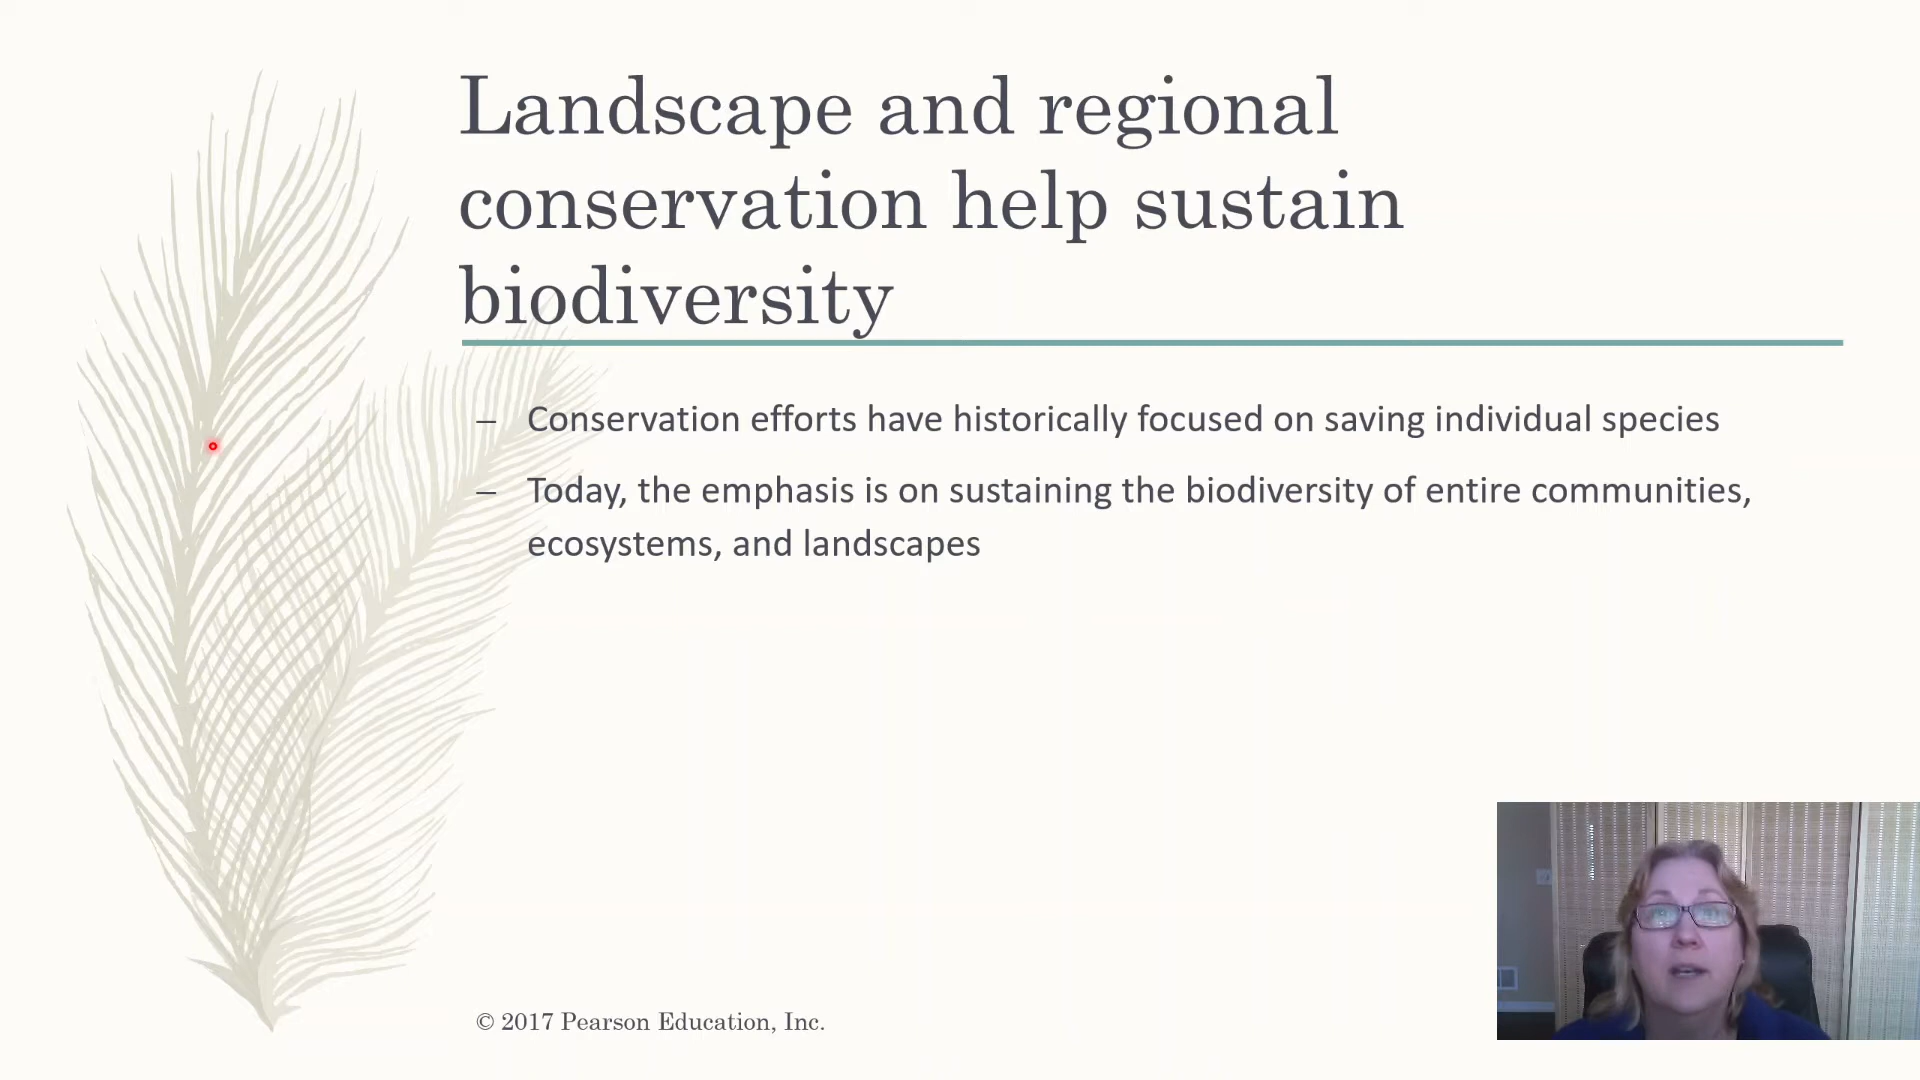 Landscape and regional
conservation help sustain
biodiversity
– Conservation efforts have historically focused on saving individual species
– Today, the emphasis is on sustaining the biodiversity of entire communities,
ecosystems, and landscapes
© 2017 Pearson Education, Inc.